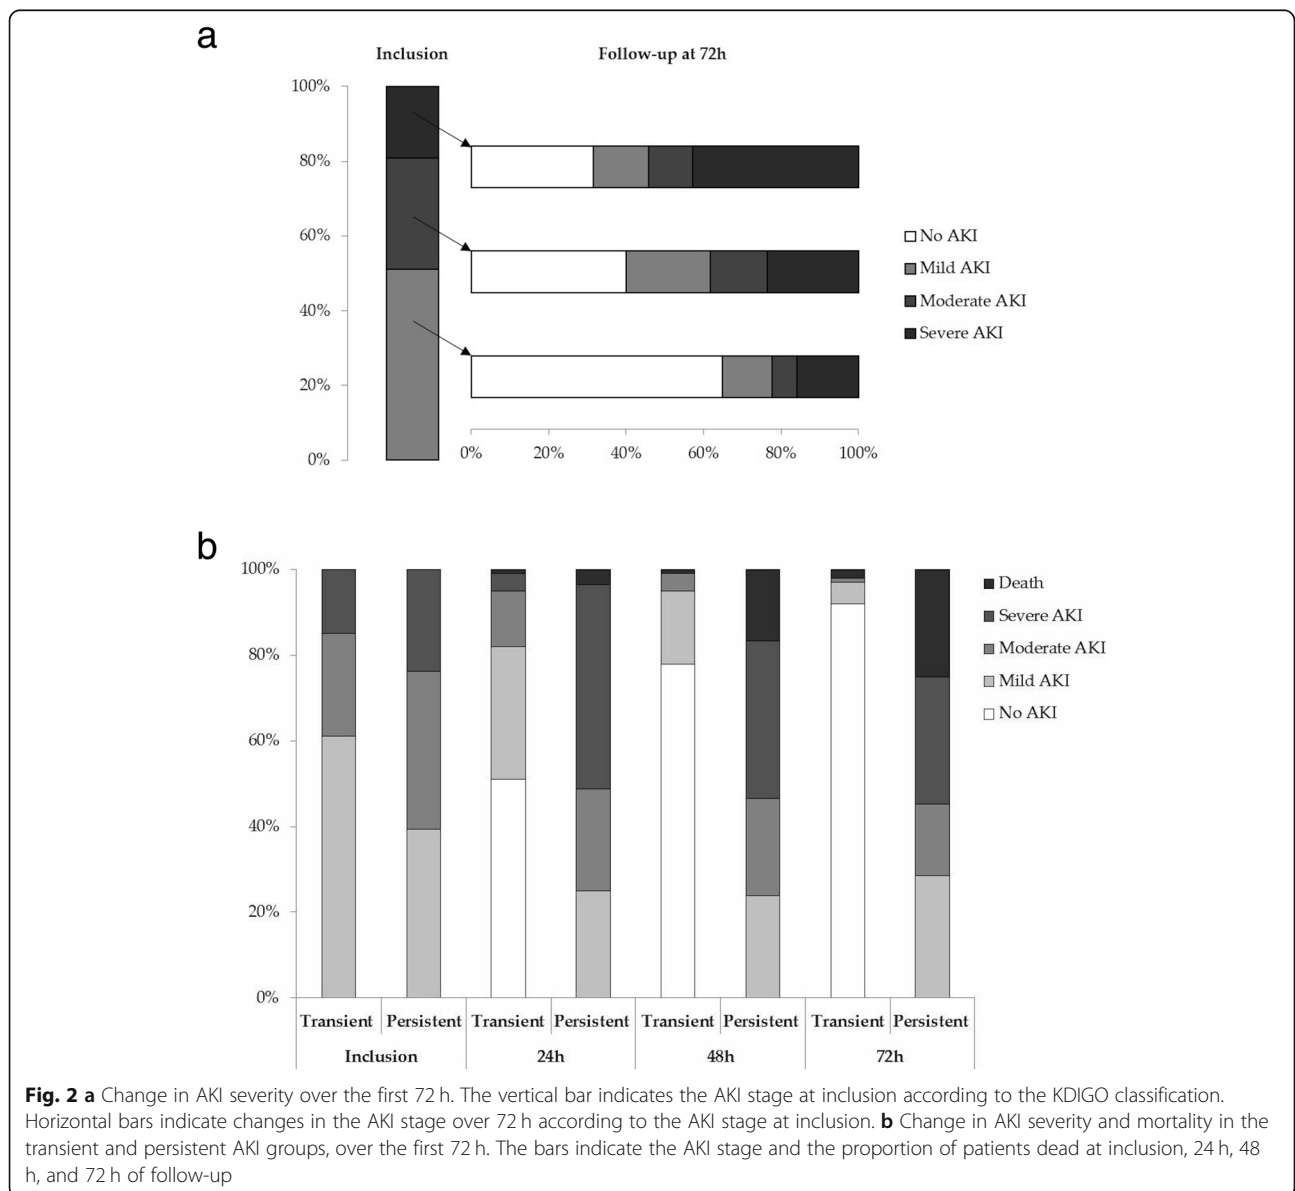 a
Inclusion
Follow-up at 72h
100%
80%
60%
40%
20%
0%
0%
20%
40%
60%
80%
100%
No AKI
Mild AKI
Moderate AKI
Severe AKI
b
100%
80%
60%
40%
20%
0%
Transient
Persistent
Transient
Persistent
Transient
Persistent
Transient
Persistent
Inclusion
24h
48h
72h
Death
Severe AKI
Moderate AKI
Mild AKI
No AKI
Fig. 2 a Change in AKI severity over the first 72 h. The vertical bar indicates the AKI stage at inclusion according to the KDIGO classification.
Horizontal bars indicate changes in the AKI stage over 72 h according to the AKI stage at inclusion. b Change in AKI severity and mortality in the
transient and persistent AKI groups, over the first 72 h. The bars indicate the AKI stage and the proportion of patients dead at inclusion, 24 h, 48
h, and 72 h of follow-up